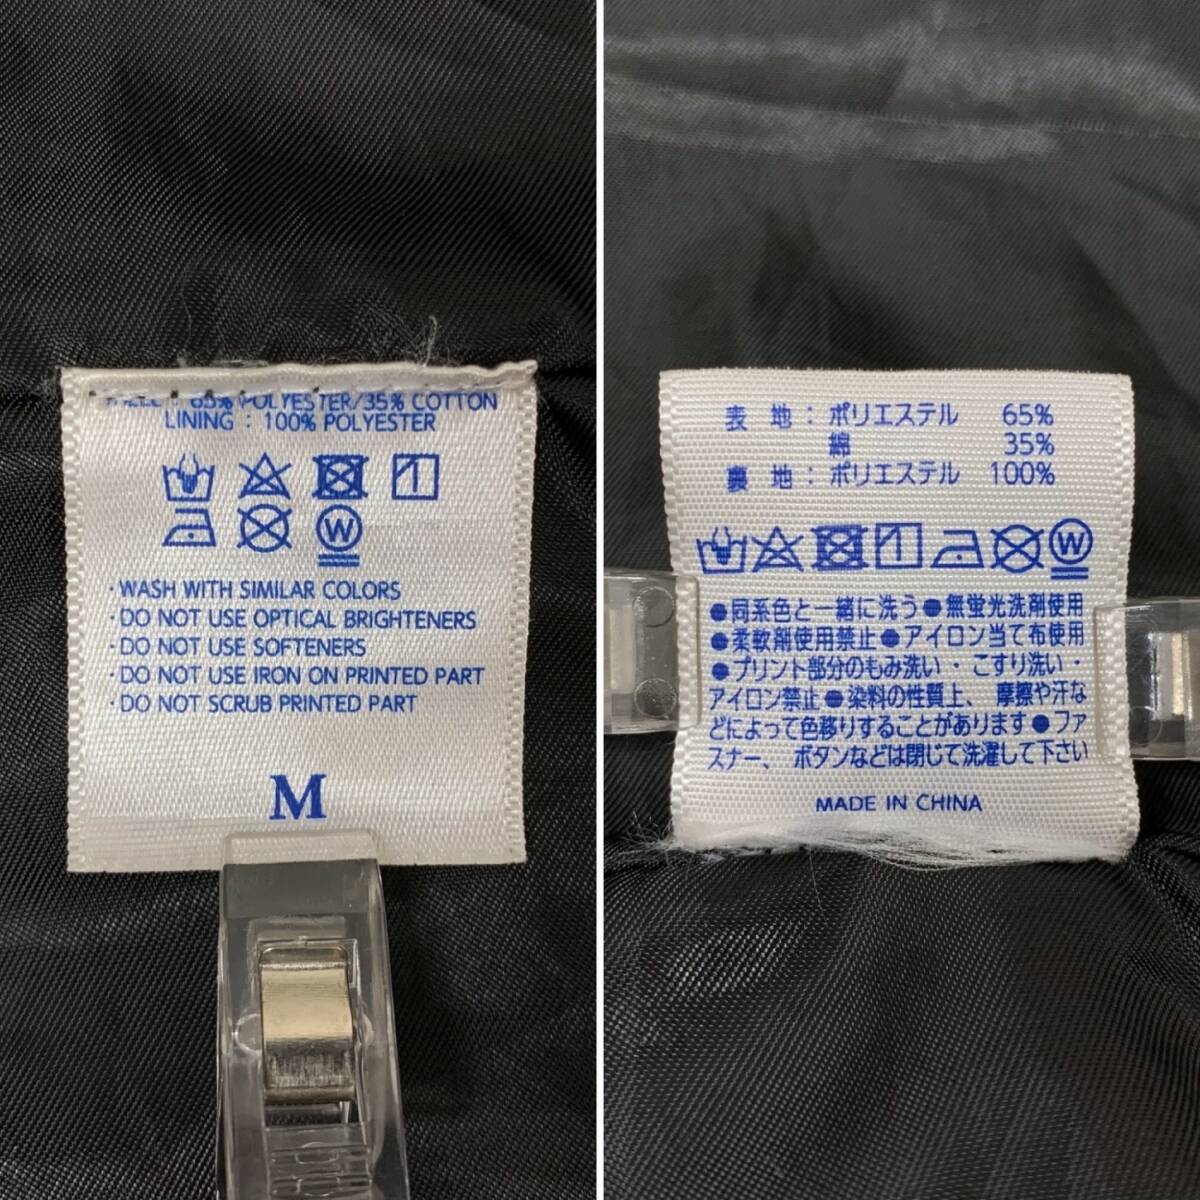 65% POLYESTER/35% COTTON
LINING : 100% POLYESTER
W
・WASH WITH SIMILAR COLORS
・DO NOT USE OPTICAL BRIGHTENERS
・DO NOT USE SOFTENERS
・DO NOT USE IRON ON PRINTED PART
・DO NOT SCRUB PRINTED PART
M
表 地：ポリエステル 65%
綿 35%
裏 地：ポリエステル 100%
W
●同系色と一緒に洗う●無蛍光洗剤使用
●柔軟剤使用禁止●アイロン当て布使用
●プリント部分のもみ洗い・こすり洗い・
アイロン禁止●染料の性質上、摩擦や汗な
どによって色移りすることがあります●ファ
スナー、ボタンなどは閉じて洗濯して下さい
MADE IN CHINA